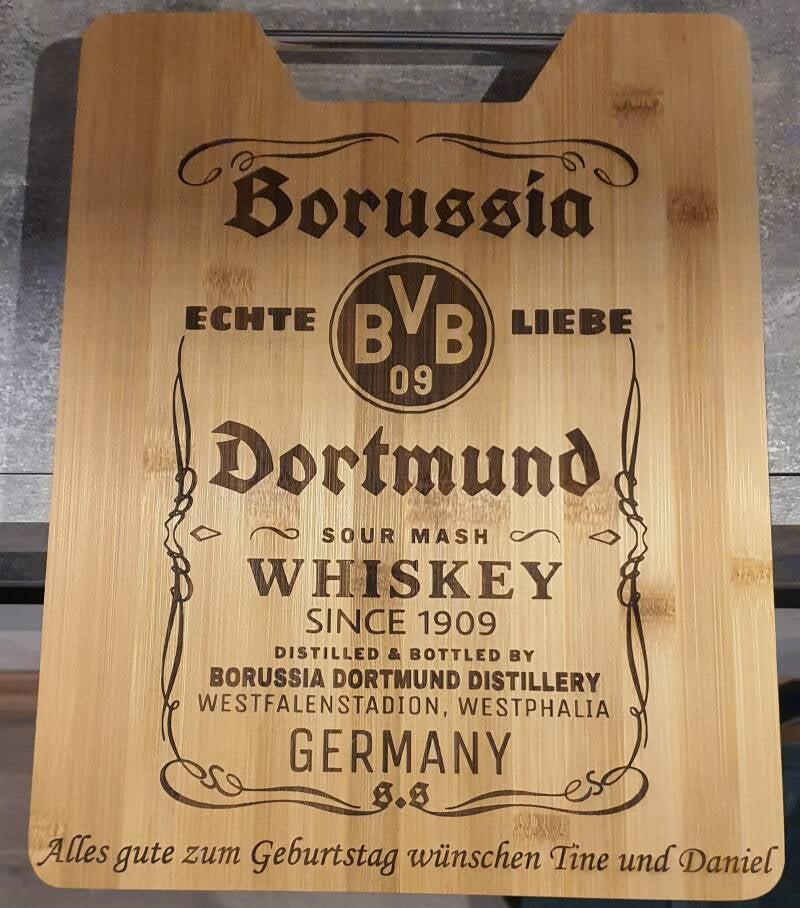 Borussia
ECHTE BVB 09 LIEBE
Dortmund
SOUR MASH
WHISKEY
SINCE 1909
DISTILLED & BOTTLED BY
BORUSSIA DORTMUND DISTILLERY
WESTFALENSTADION, WESTPHALIA
GERMANY
s.s
Alles gute zum Geburtstag wünschen Tine und Daniel